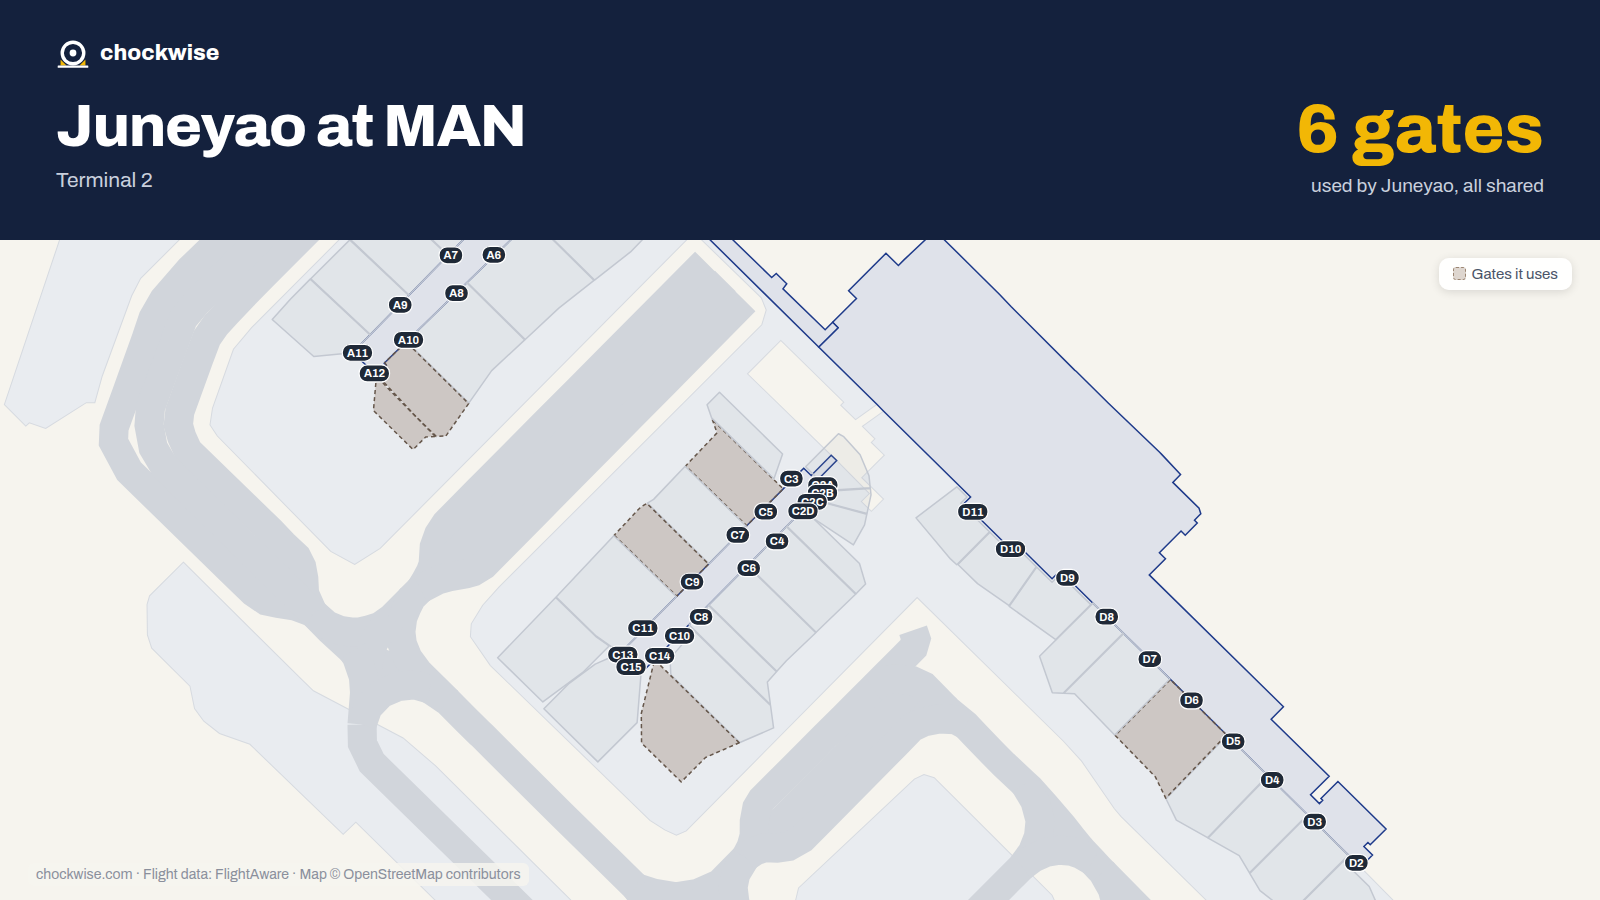 chockwise
Juneyao at MAN
Terminal 2
6 gates
used by Juneyao, all shared
Gates it uses
A7
A6
A8
A9
A10
A11
A12
C3
C2A
C2B
C2C
C2D
C5
C4
C7
C6
C9
C8
C11
C10
C13
C14
C15
D11
D10
D9
D8
D7
D6
D5
D4
D3
D2
chockwise.com · Flight data: FlightAware · Map © OpenStreetMap contributors